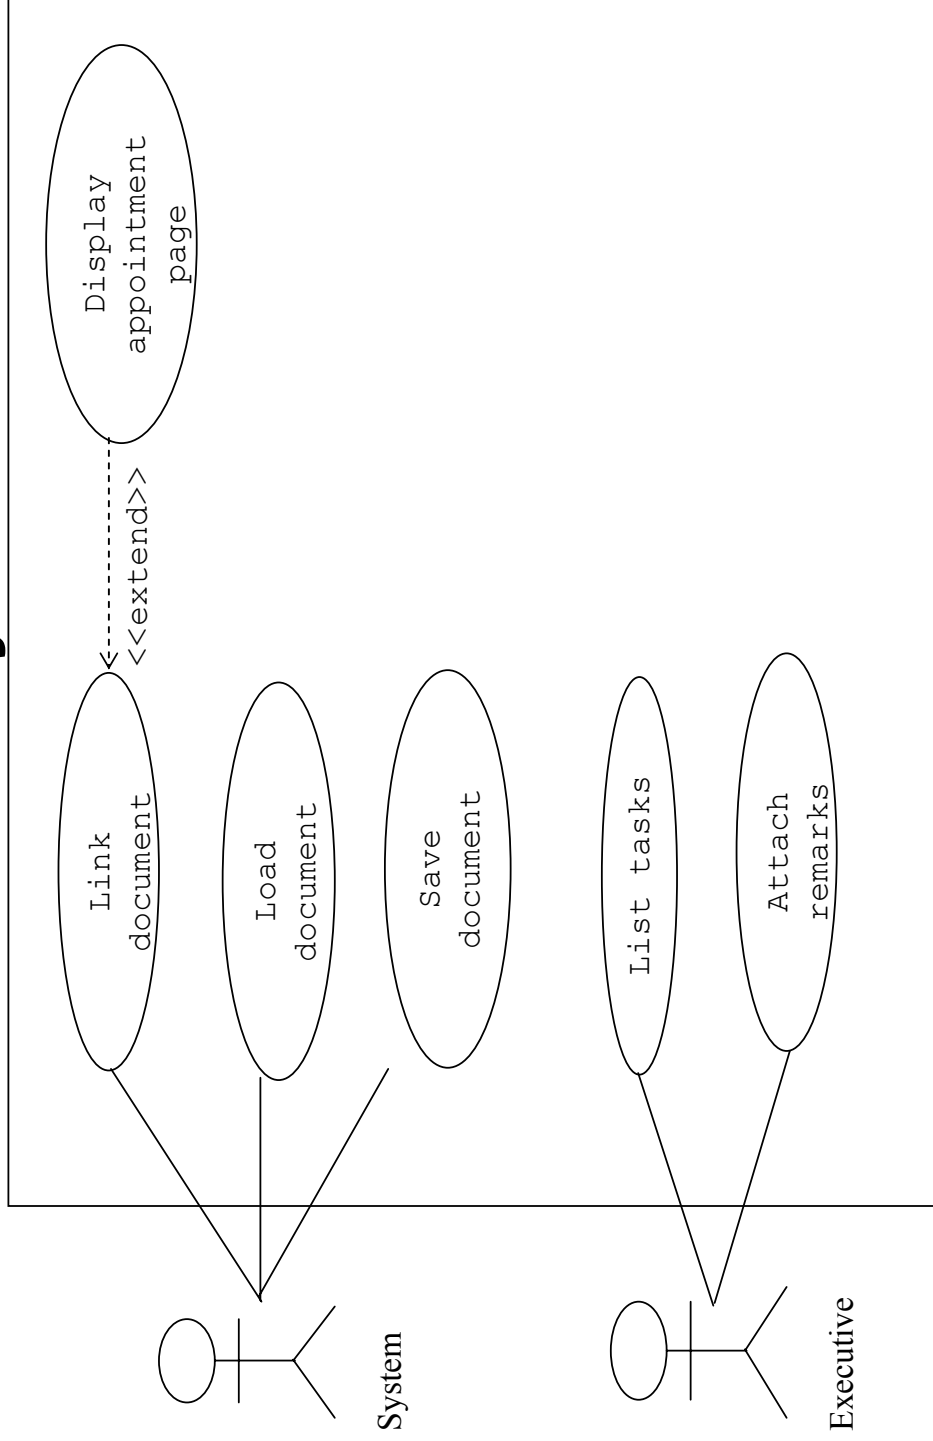 Display
appointment
page
<<extend>>
Link
document
Load
document
Save
document
List tasks
Attach
remarks
System
Executive